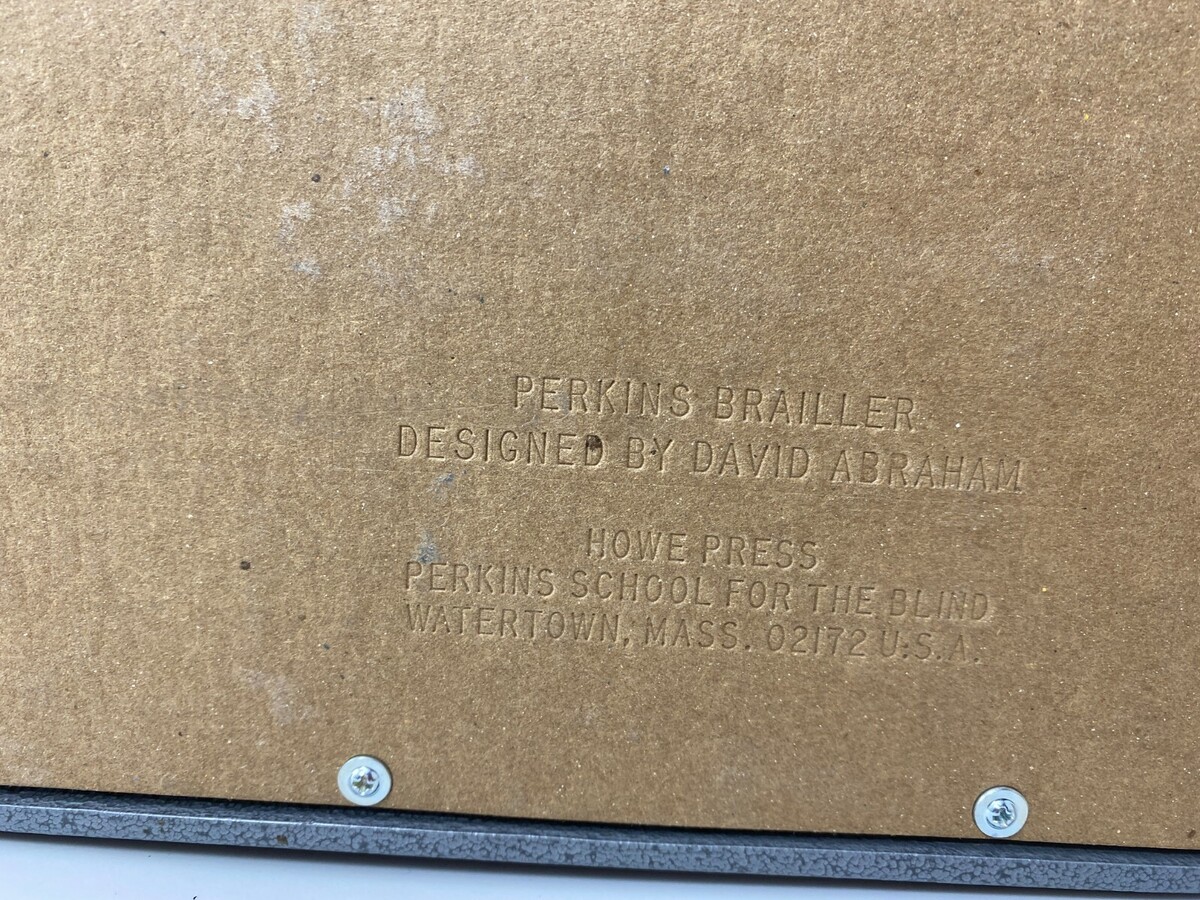 PERKINS BRAILLER
DESIGNED BY DAVID ABRAHAM
HOWE PRESS
PERKINS SCHOOL FOR THE BLIND
WATERTOWN, MASS. 02172 U.S.A.